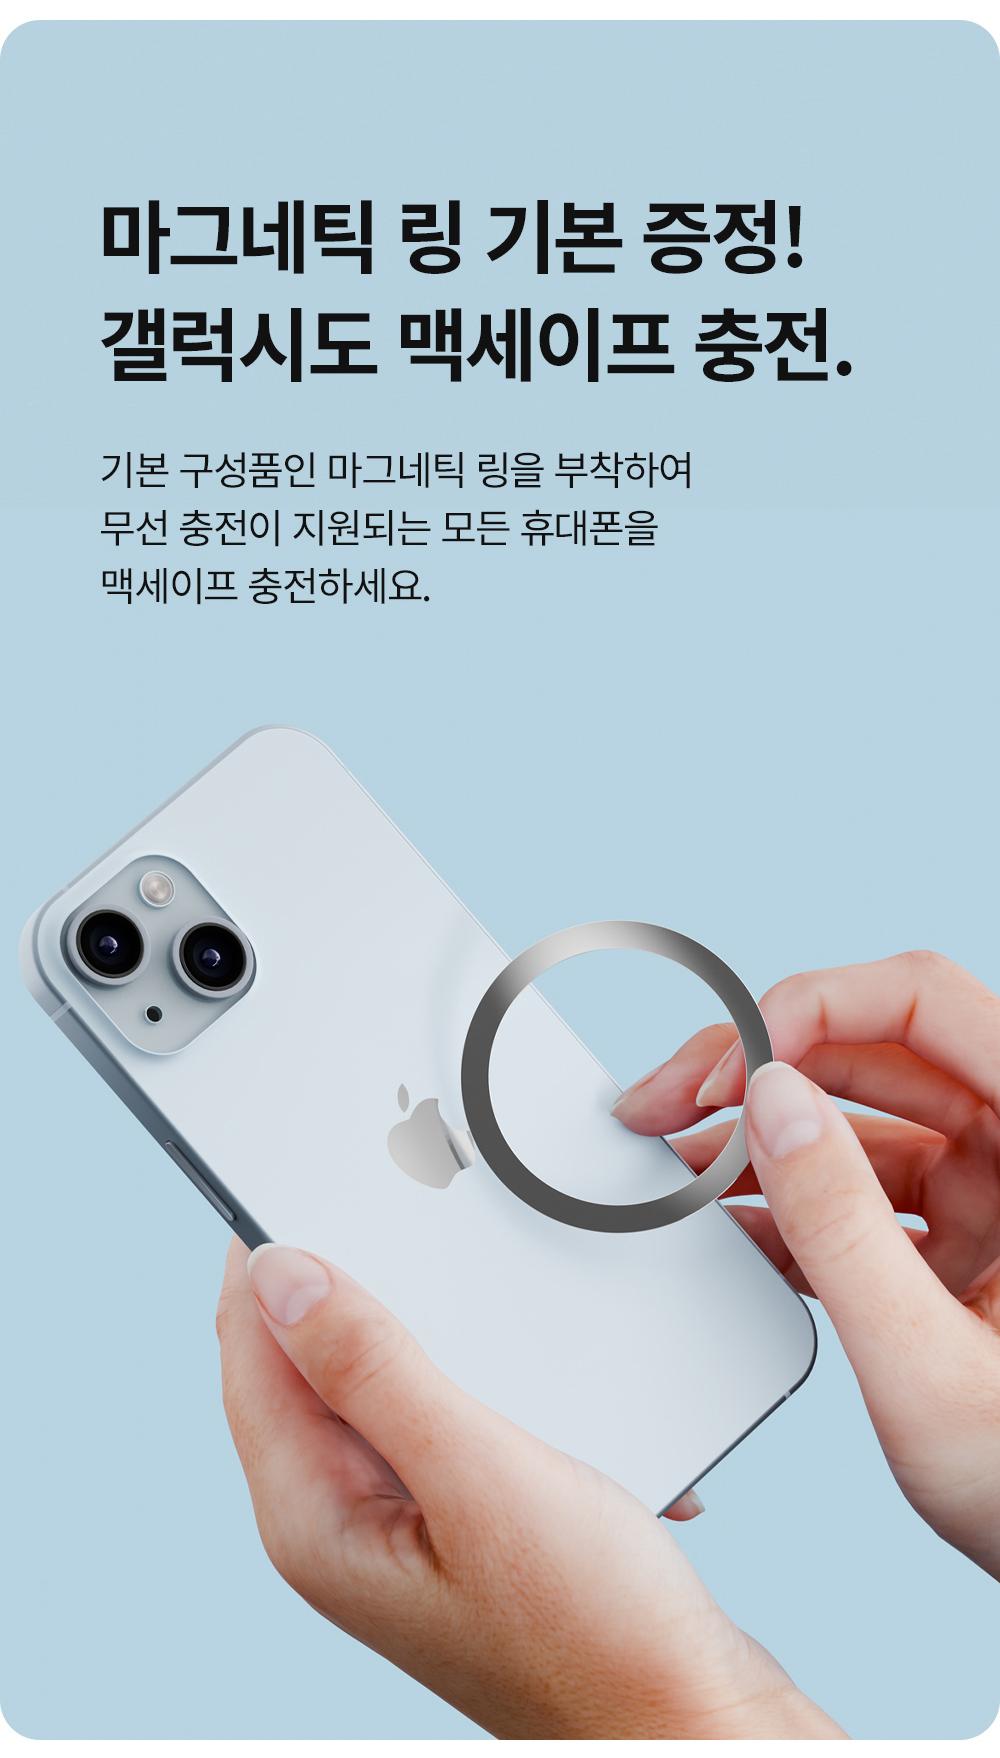 마그네틱 링 기본 증정!
갤럭시도 맥세이프 충전.
기본 구성품인 마그네틱 링을 부착하여
무선 충전이 지원되는 모든 휴대폰을
맥세이프 충전하세요.